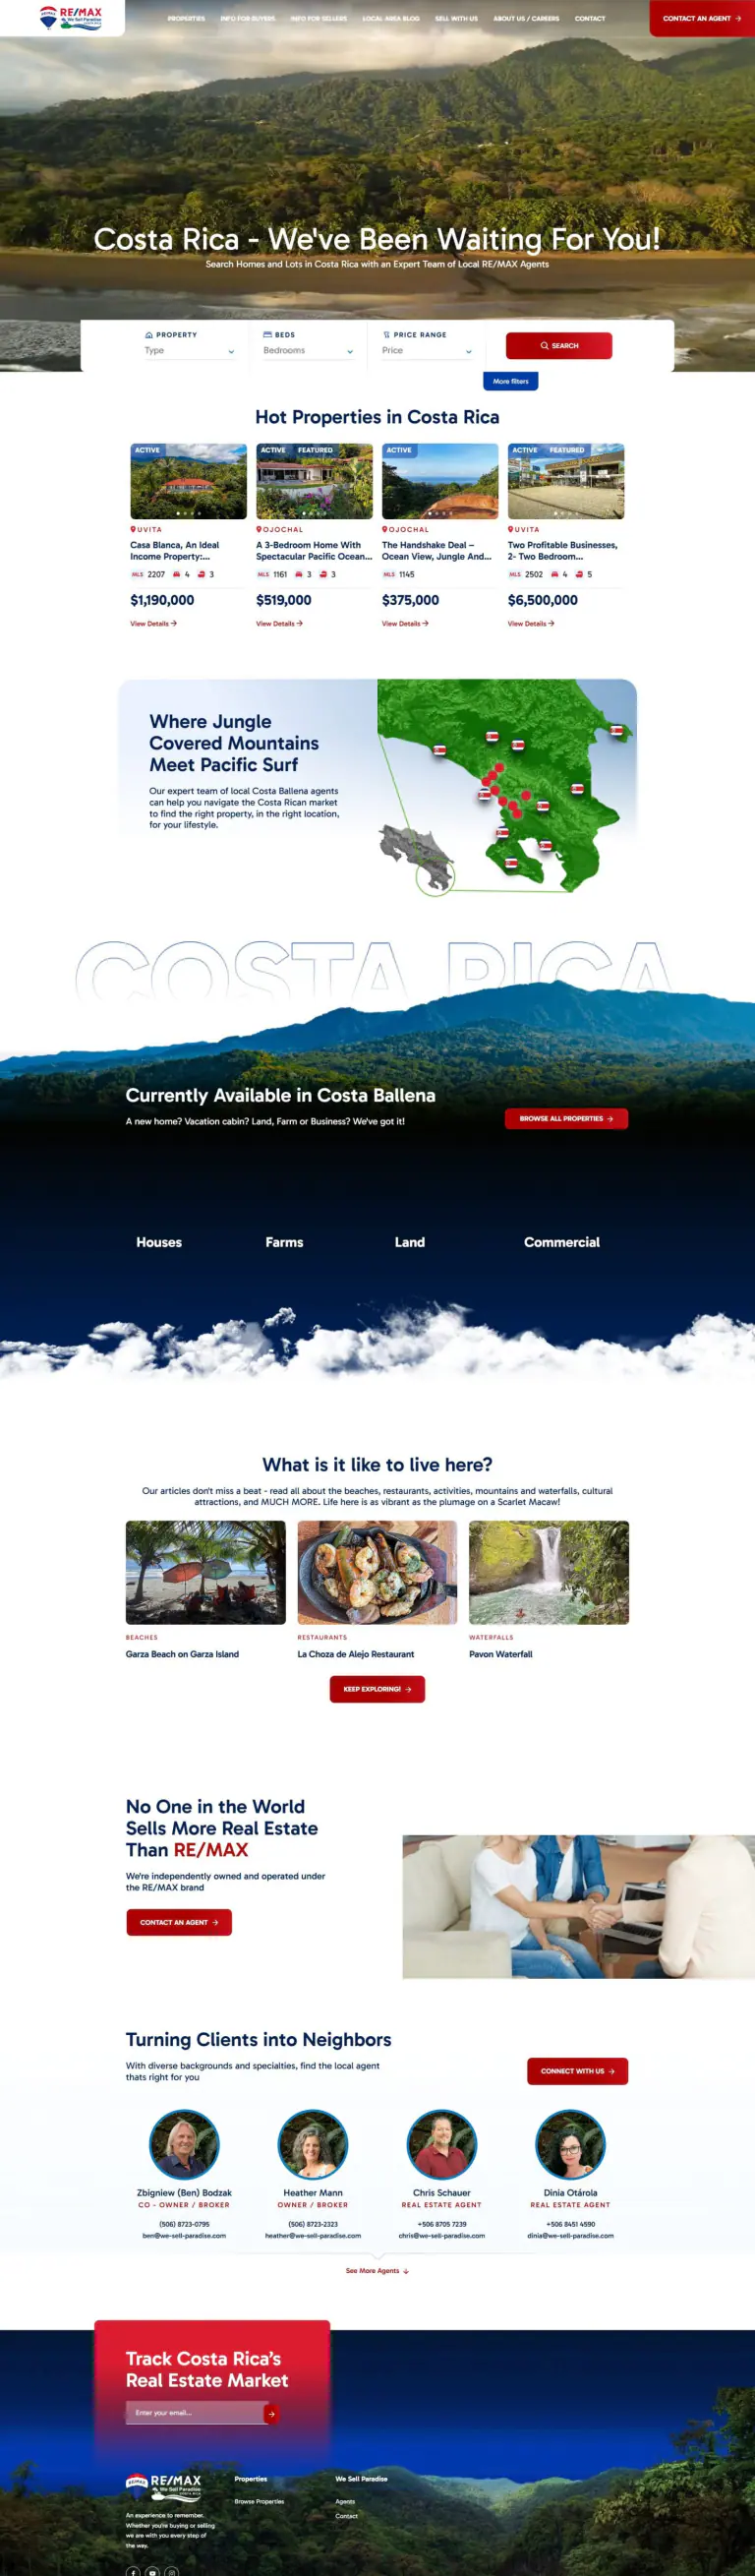 RE/MAX
We Sell Paradise
PROPERTIES
INFO FOR BUYERS
INFO FOR SELLERS
LOCAL AREA BLOG
SELL WITH US
ABOUT US / CAREERS
CONTACT
CONTACT AN AGENT
Costa Rica - We've Been Waiting For You!
Search Homes and Lots in Costa Rica with an Expert Team of Local RE/MAX Agents
PROPERTY
Type
BEDS
Bedrooms
PRICE RANGE
Price
SEARCH
More filters
Hot Properties in Costa Rica
ACTIVE
UVITA
Casa Blanca, An Ideal
Income Property:...
MLS 2207 4 3
$1,190,000
View Details
ACTIVE FEATURED
OJOCHAL
A 3-Bedroom Home With
Spectacular Pacific Ocean...
MLS 1161 3 3
$519,000
View Details
ACTIVE
OJOCHAL
The Handshake Deal –
Ocean View, Jungle And...
MLS 1145
$375,000
View Details
ACTIVE FEATURED
UVITA
Two Profitable Businesses,
2- Two Bedroom...
MLS 2502 4 5
$6,500,000
View Details
Where Jungle
Covered Mountains
Meet Pacific Surf
Our expert team of local Costa Ballena agents
can help you navigate the Costa Rican market
to find the right property, in the right location,
for your lifestyle.
COSTA RICA
Currently Available in Costa Ballena
A new home? Vacation cabin? Land, Farm or Business? We've got it!
BROWSE ALL PROPERTIES
Houses
Farms
Land
Commercial
What is it like to live here?
Our articles don't miss a beat - read all about the beaches, restaurants, activities, mountains and waterfalls, cultural
attractions, and MUCH MORE. Life here is as vibrant as the plumage on a Scarlet Macaw!
BEACHES
Garza Beach on Garza Island
RESTAURANTS
La Choza de Alejo Restaurant
WATERFALLS
Pavon Waterfall
KEEP EXPLORING!
No One in the World
Sells More Real Estate
Than RE/MAX
We're independently owned and operated under
the RE/MAX brand
CONTACT AN AGENT
Turning Clients into Neighbors
With diverse backgrounds and specialties, find the local agent
thats right for you
CONNECT WITH US
Zbigniew (Ben) Bodzak
CO - OWNER / BROKER
(506) 8723-0795
ben@we-sell-paradise.com
Heather Mann
OWNER / BROKER
(506) 8723-2323
heather@we-sell-paradise.com
Chris Schauer
REAL ESTATE AGENT
+506 8705 7239
chris@we-sell-paradise.com
Dinia Otárola
REAL ESTATE AGENT
+506 8451 4590
dinia@we-sell-paradise.com
See More Agents
Track Costa Rica's
Real Estate Market
Enter your email...
RE/MAX
We Sell Paradise
COSTA RICA
An experience to remember.
Whether you're buying or selling
we are with you every step of
the way.
Properties
Browse Properties
We Sell Paradise
Agents
Contact